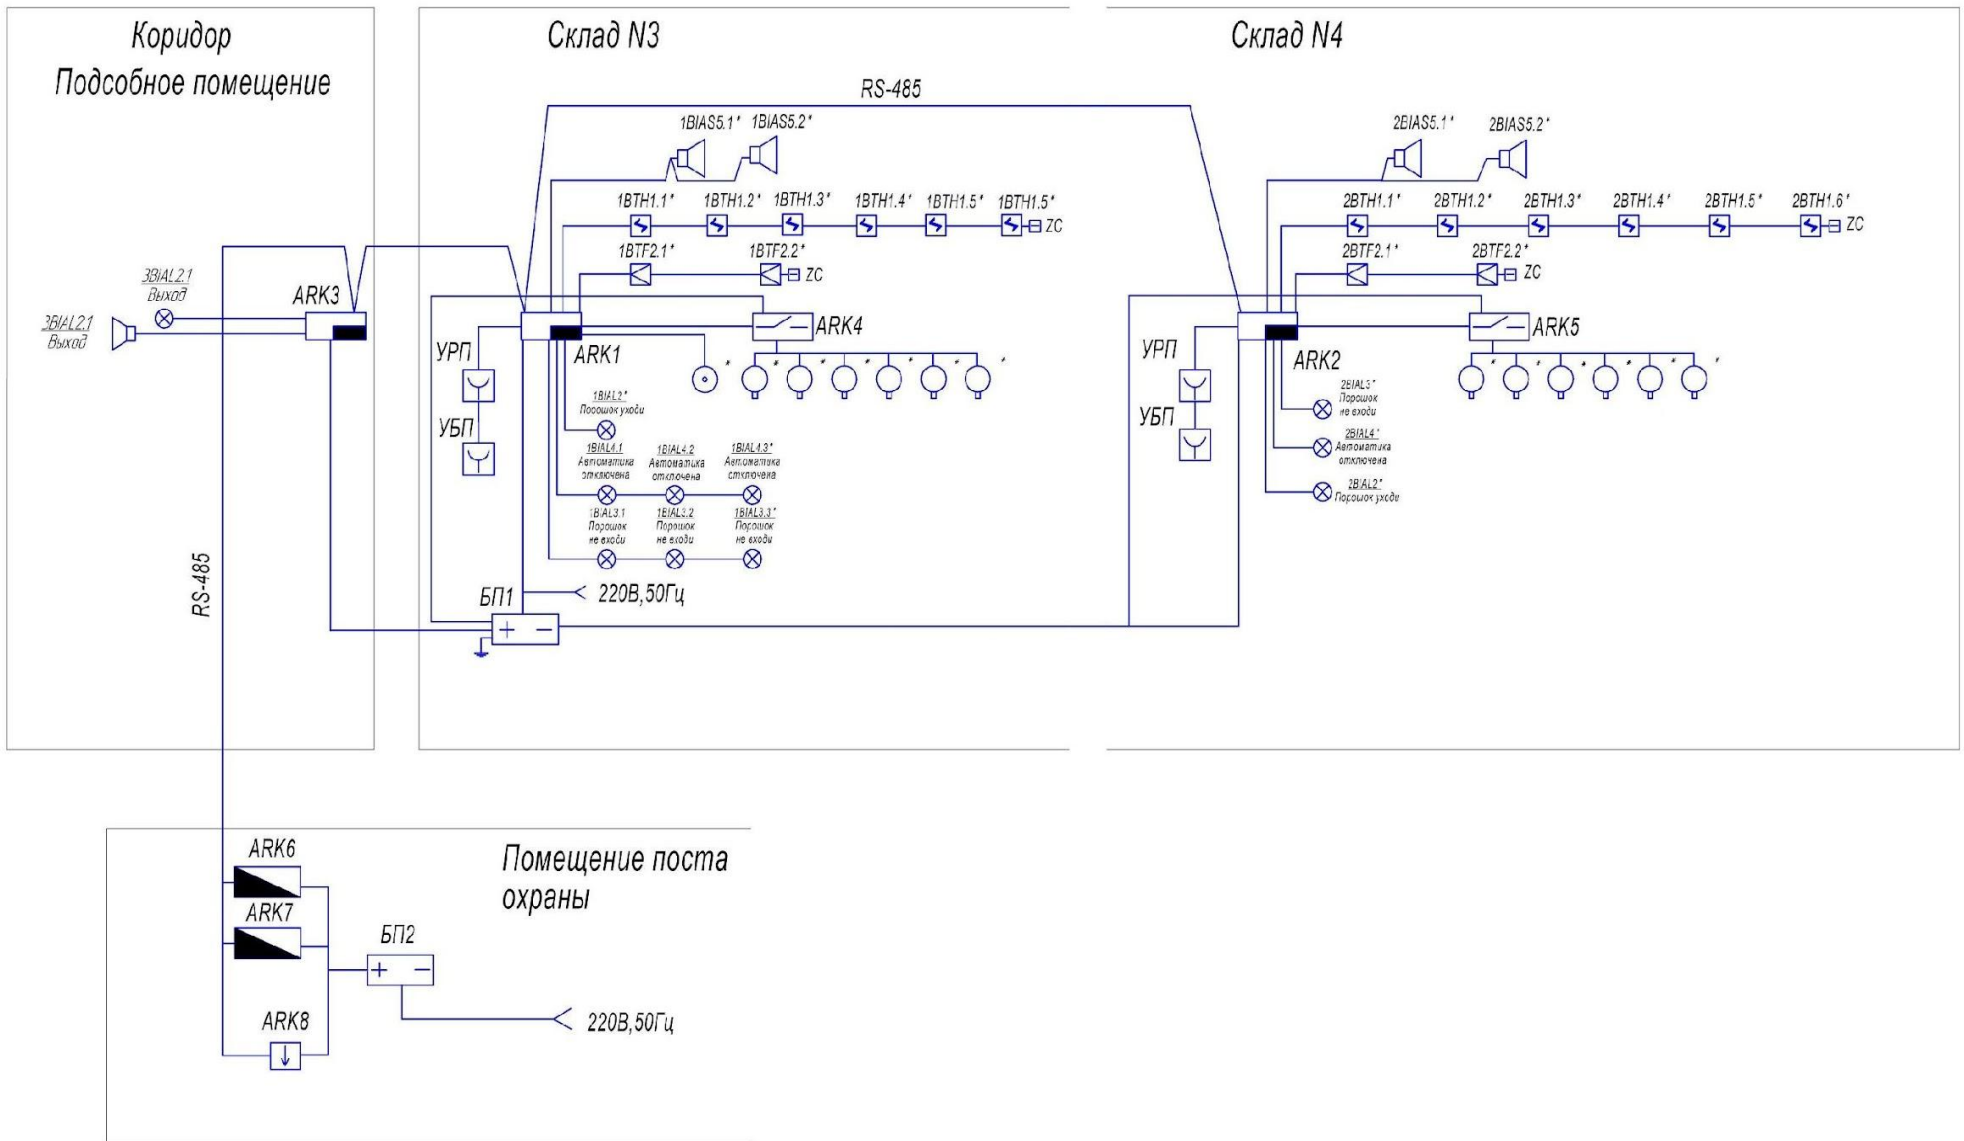 Коридор
Подсобное помещение
3BIAL2.1
Выход
3BIAL2.1
Выход
ARK3
RS-485
Склад N3
RS-485
1BIAS5.1*
1BIAS5.2*
1BTH1.1*
1BTH1.2*
1BTH1.3*
1BTH1.4*
1BTH1.5*
1BTH1.5*
ZC
1BTF2.1*
1BTF2.2*
ZC
ARK4
УРП
ARK1
* * * * * * *
УБП
1BIAL2*
Порошок уходи
1BIAL4.1
Автоматика
отключена
1BIAL4.2
Автоматика
отключена
1BIAL4.3*
Автоматика
отключена
1BIAL3.1
Порошок
не входи
1BIAL3.2
Порошок
не входи
1BIAL3.3*
Порошок
не входи
БП1
220В,50Гц
+ −
Склад N4
2BIAS5.1*
2BIAS5.2*
2BTH1.1*
2BTH1.2*
2BTH1.3*
2BTH1.4*
2BTH1.5*
2BTH1.6*
ZC
2BTF2.1*
2BTF2.2*
ZC
ARK5
УРП
ARK2
* * * * * *
УБП
2BIAL3*
Порошок
не входи
2BIAL4*
Автоматика
отключена
2BIAL2*
Порошок уходи
ARK6
Помещение поста
охраны
ARK7
БП2
+ −
ARK8
220В,50Гц